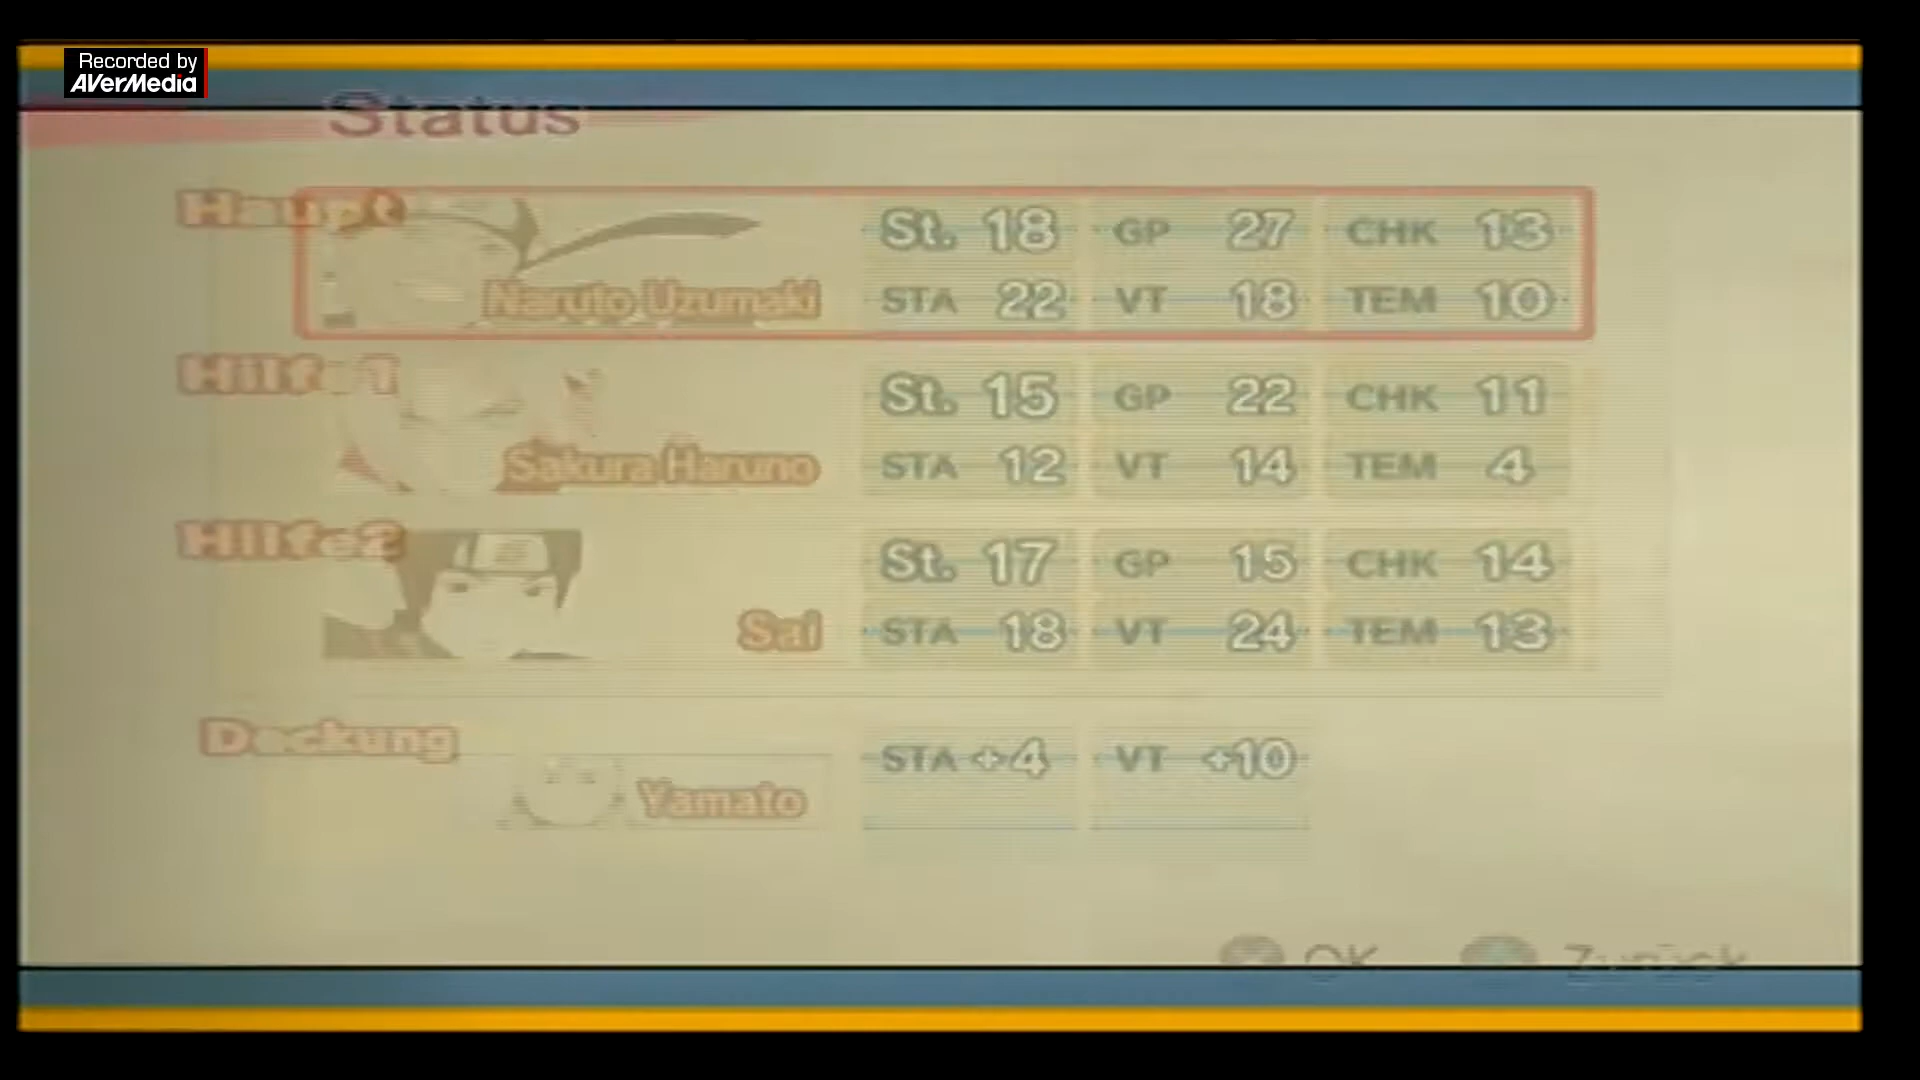 Recorded by
AVerMedia
Status
Haupt
St. 18 GP 27 CHK 13
Naruto Uzumaki STA 22 VT 18 TEM 10
Hilfe1
St. 15 GP 22 CHK 11
Sakura Haruno STA 12 VT 14 TEM 4
Hilfe2
St. 17 GP 15 CHK 14
Sai STA 18 VT 24 TEM 13
Deckung
STA +4 VT +10
Yamato
OK Zurück